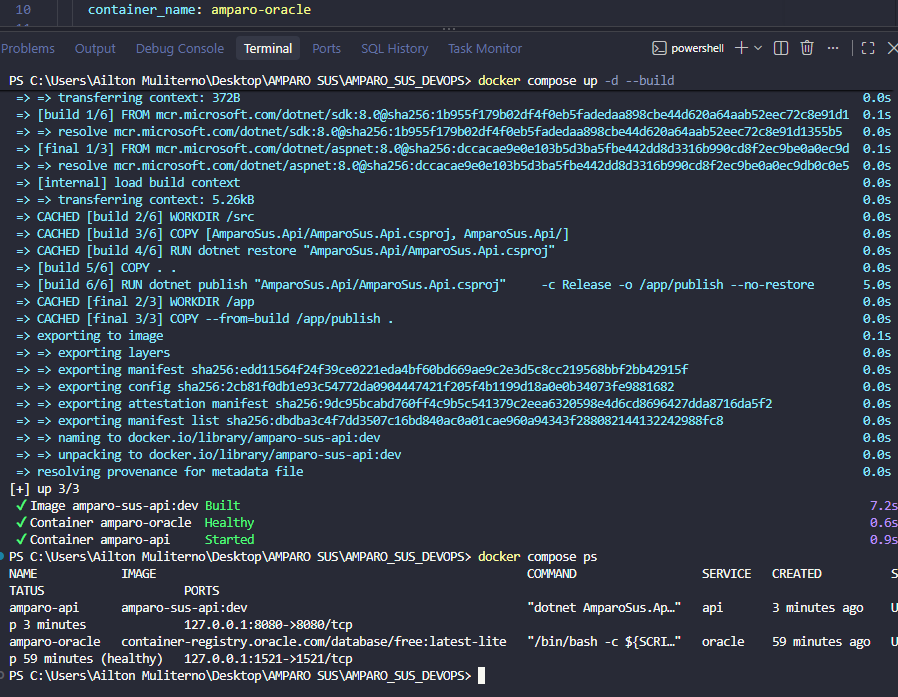 10 container_name: amparo-oracle
Problems Output Debug Console Terminal Ports SQL History Task Monitor powershell
PS C:\Users\Ailton Muliterno\Desktop\AMPARO SUS\AMPARO_SUS_DEVOPS> docker compose up -d --build
=> => transferring context: 372B 0.0s
=> [build 1/6] FROM mcr.microsoft.com/dotnet/sdk:8.0@sha256:1b955f179b02df4f0eb5fadedaa898cbe44d620a64aab52eec72c8e91d1 0.1s
=> => resolve mcr.microsoft.com/dotnet/sdk:8.0@sha256:1b955f179b02df4f0eb5fadedaa898cbe44d620a64aab52eec72c8e91d1355b5 0.0s
=> [final 1/3] FROM mcr.microsoft.com/dotnet/aspnet:8.0@sha256:dccacae9e0e103b5d3ba5fbe442dd8d3316b990cd8f2ec9be0a0ec9d 0.1s
=> => resolve mcr.microsoft.com/dotnet/aspnet:8.0@sha256:dccacae9e0e103b5d3ba5fbe442dd8d3316b990cd8f2ec9be0a0ec9db0c0e5 0.0s
=> [internal] load build context 0.0s
=> => transferring context: 5.26kB 0.0s
=> CACHED [build 2/6] WORKDIR /src 0.0s
=> CACHED [build 3/6] COPY [AmparoSus.Api/AmparoSus.Api.csproj, AmparoSus.Api/] 0.0s
=> CACHED [build 4/6] RUN dotnet restore "AmparoSus.Api/AmparoSus.Api.csproj" 0.0s
=> [build 5/6] COPY . . 0.0s
=> [build 6/6] RUN dotnet publish "AmparoSus.Api/AmparoSus.Api.csproj" -c Release -o /app/publish --no-restore 5.0s
=> CACHED [final 2/3] WORKDIR /app 0.0s
=> CACHED [final 3/3] COPY --from=build /app/publish . 0.0s
=> exporting to image 0.1s
=> => exporting layers 0.0s
=> => exporting manifest sha256:edd11564f24f39ce0221eda4bf60bd669ae9c2e3d5c8cc219568bbf2bb42915f 0.0s
=> => exporting config sha256:2cb81f0db1e93c54772da0904447421f205f4b1199d18a0e0b34073fe9881682 0.0s
=> => exporting attestation manifest sha256:9dc95bcabd760ff4c9b5c541379c2eea6320598e4d6cd8696427dda8716da5f2 0.0s
=> => exporting manifest list sha256:dbdba3c4f7dd3507c16bd840ac0a01cae960a94343f288082144132242988fc8 0.0s
=> => naming to docker.io/library/amparo-sus-api:dev 0.0s
=> => unpacking to docker.io/library/amparo-sus-api:dev 0.0s
=> resolving provenance for metadata file 0.0s
[+] up 3/3
✓Image amparo-sus-api:dev Built 7.2s
✓Container amparo-oracle Healthy 0.6s
✓Container amparo-api Started 0.9s
PS C:\Users\Ailton Muliterno\Desktop\AMPARO SUS\AMPARO_SUS_DEVOPS> docker compose ps
NAME IMAGE COMMAND SERVICE CREATED S
TATUS PORTS
amparo-api amparo-sus-api:dev "dotnet AmparoSus.Ap…" api 3 minutes ago U
p 3 minutes 127.0.0.1:8080->8080/tcp
amparo-oracle container-registry.oracle.com/database/free:latest-lite "/bin/bash -c ${SCRI…" oracle 59 minutes ago U
p 59 minutes (healthy) 127.0.0.1:1521->1521/tcp
PS C:\Users\Ailton Muliterno\Desktop\AMPARO SUS\AMPARO_SUS_DEVOPS>